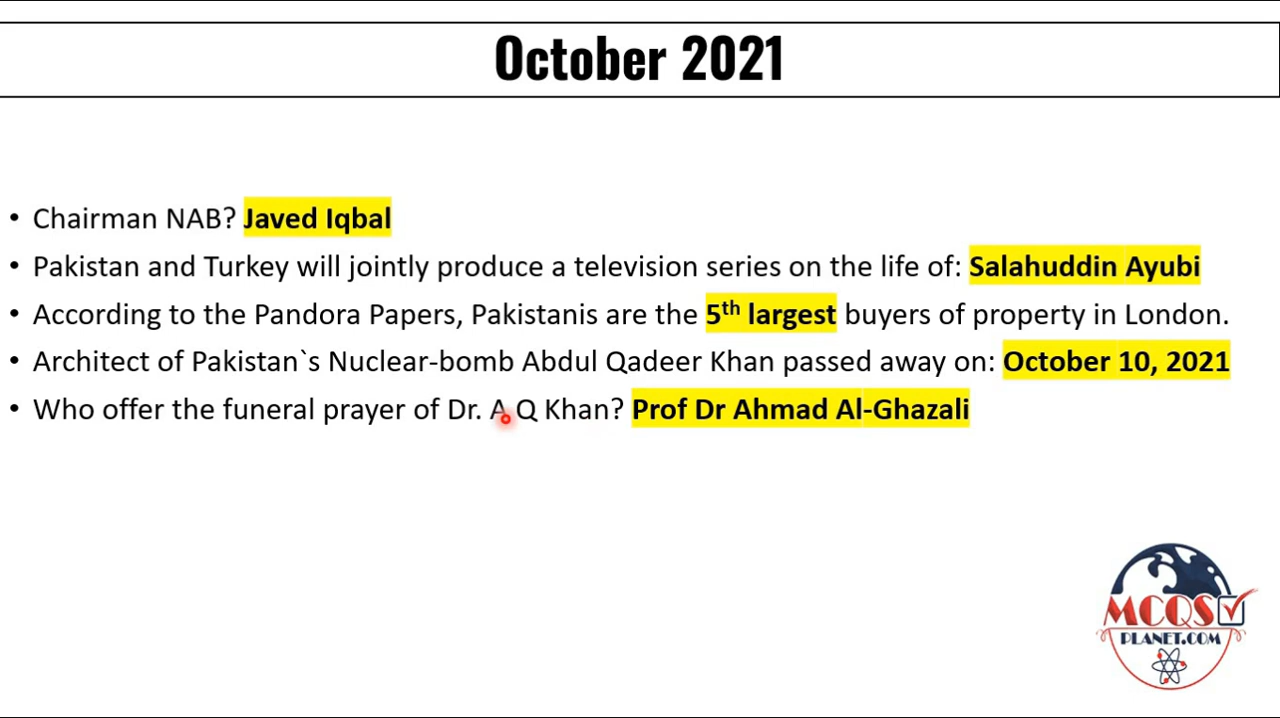 October 2021
• Chairman NAB? Javed Iqbal
• Pakistan and Turkey will jointly produce a television series on the life of: Salahuddin Ayubi
• According to the Pandora Papers, Pakistanis are the 5th largest buyers of property in London.
• Architect of Pakistan`s Nuclear-bomb Abdul Qadeer Khan passed away on: October 10, 2021
• Who offer the funeral prayer of Dr. A Q Khan? Prof Dr Ahmad Al-Ghazali
MCQS
PLANET.COM